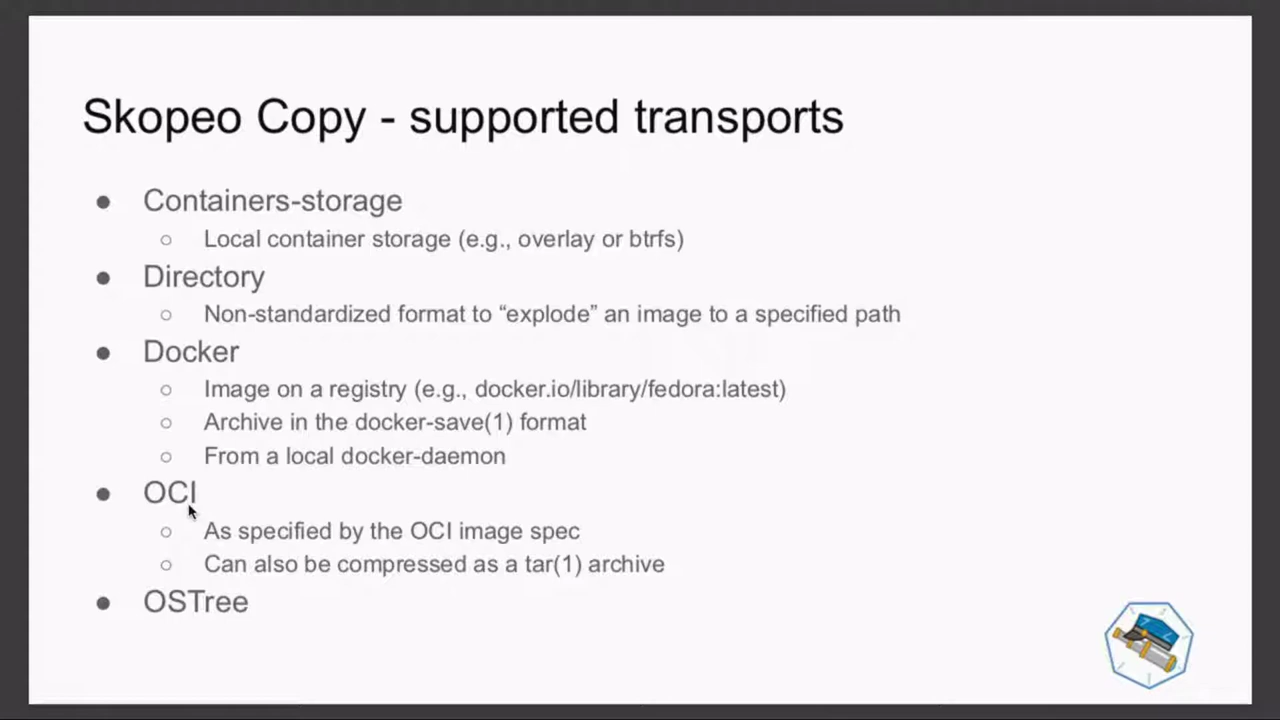 Skopeo Copy - supported transports
● Containers-storage
○ Local container storage (e.g., overlay or btrfs)
● Directory
○ Non-standardized format to “explode” an image to a specified path
● Docker
○ Image on a registry (e.g., docker.io/library/fedora:latest)
○ Archive in the docker-save(1) format
○ From a local docker-daemon
● OCI
○ As specified by the OCI image spec
○ Can also be compressed as a tar(1) archive
● OSTree